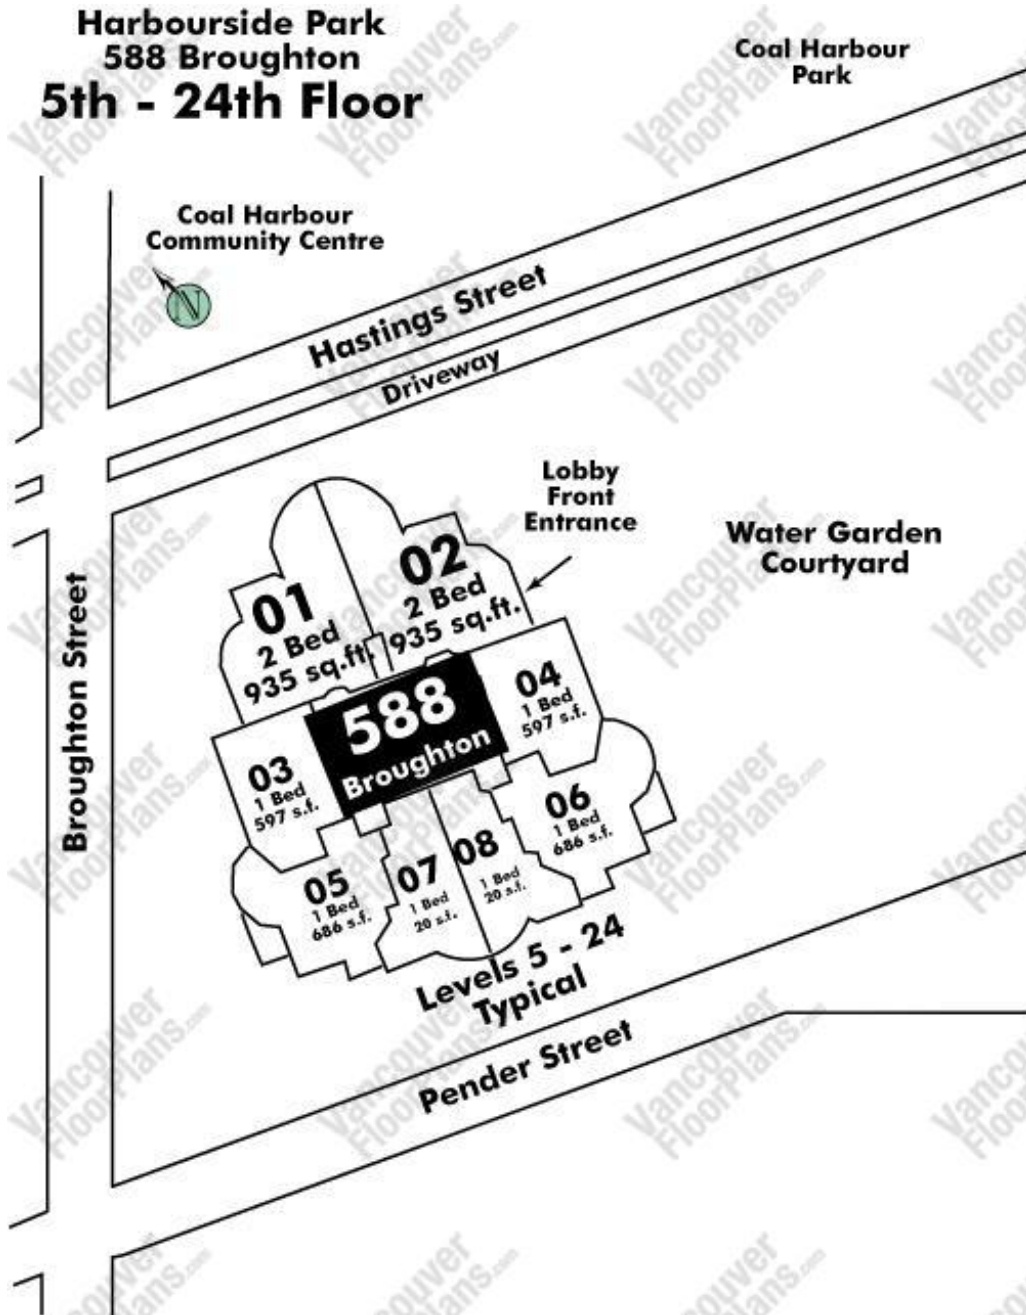 Harbourside Park
588 Broughton
5th - 24th Floor
Coal Harbour
Park
Coal Harbour
Community Centre
N
Hastings Street
Driveway
Lobby
Front
Entrance
Water Garden
Courtyard
Broughton Street
01
2 Bed
935 sq.ft.
02
2 Bed
935 sq.ft.
588
Broughton
03
1 Bed
597 s.f.
04
1 Bed
597 s.f.
05
1 Bed
686 s.f.
06
1 Bed
686 s.f.
07
1 Bed
20 s.f.
08
1 Bed
20 s.f.
Levels 5 - 24
Typical
Pender Street
Vancouver
FloorPlans.com